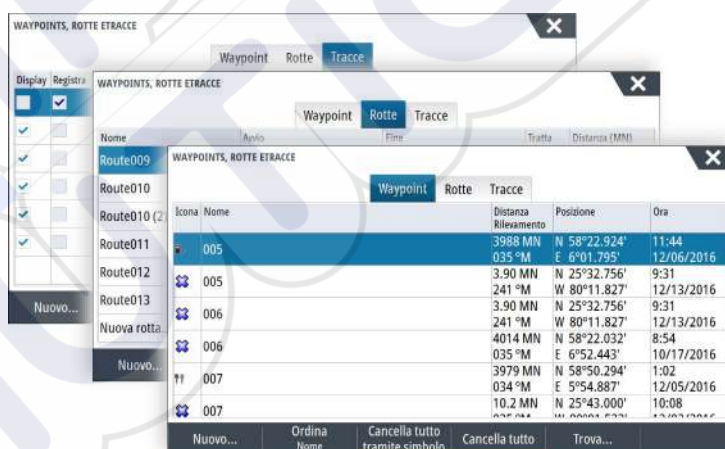 WAYPOINTS, ROTTE ETRACCE
Waypoint Rotte Tracce
Display Registra
WAYPOINTS, ROTTE ETRACCE
Waypoint Rotte Tracce
Nome Avvio Fine Tratta Distanza (MN)
Route009
Route010
Route010 (2)
Route011
Route012
Route013
Nuova rotta
Nuovo...
Nuovo...
WAYPOINTS, ROTTE ETRACCE
Waypoint Rotte Tracce
Icona Nome Distanza Rilevamento Posizione Ora
005 3988 MN N 58°22.924' 11:44
035 °M E 6°01.795' 12/06/2016
005 3.90 MN N 25°32.756' 9:31
241 °M W 80°11.827' 12/13/2016
006 3.90 MN N 25°32.756' 9:31
241 °M W 80°11.827' 12/13/2016
006 4014 MN N 58°22.032' 8:54
035 °M E 6°52.443' 10/17/2016
007 3979 MN N 58°50.294' 1:02
034 °M E 5°54.887' 12/05/2016
007 10.2 MN N 25°43.000' 10:08
Nuovo... Ordina Nome Cancella tutto tramite simbolo Cancella tutto Trova...